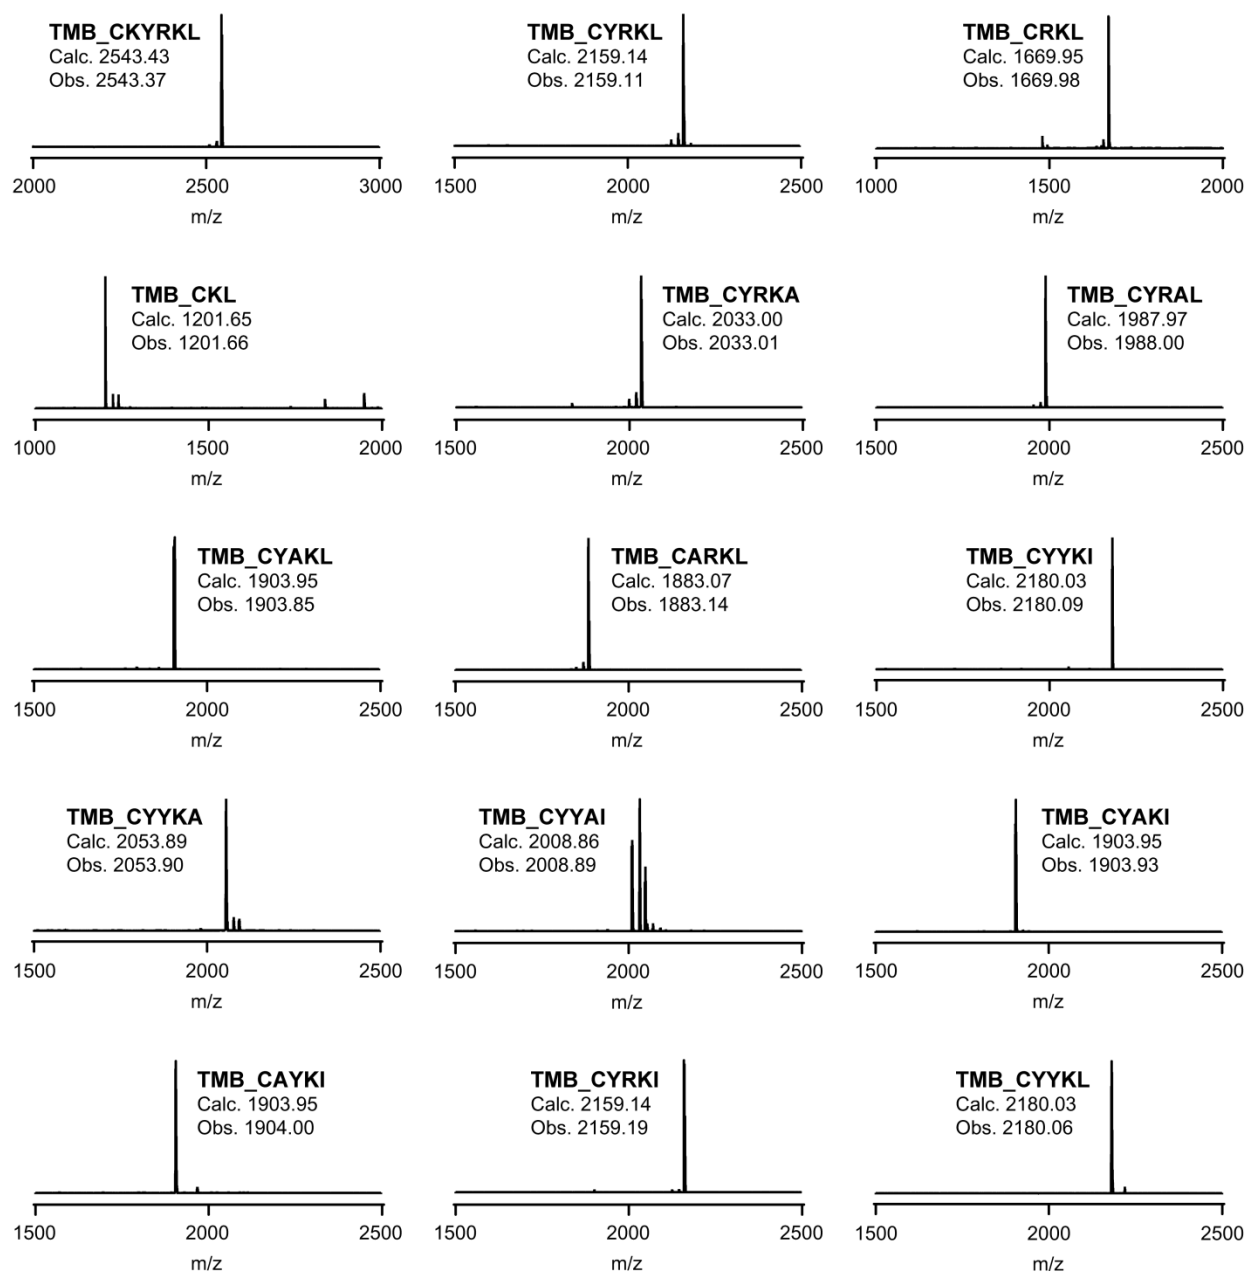 TMB_CKYRKL
Calc. 2543.43
Obs. 2543.37
2000 2500 3000
m/z
TMB_CYRKL
Calc. 2159.14
Obs. 2159.11
1500 2000 2500
m/z
TMB_CRKL
Calc. 1669.95
Obs. 1669.98
1000 1500 2000
m/z
TMB_CKL
Calc. 1201.65
Obs. 1201.66
1000 1500 2000
m/z
TMB_CYRKA
Calc. 2033.00
Obs. 2033.01
1500 2000 2500
m/z
TMB_CYRAL
Calc. 1987.97
Obs. 1988.00
1500 2000 2500
m/z
TMB_CYAKL
Calc. 1903.95
Obs. 1903.85
1500 2000 2500
m/z
TMB_CARKL
Calc. 1883.07
Obs. 1883.14
1500 2000 2500
m/z
TMB_CYYKI
Calc. 2180.03
Obs. 2180.09
1500 2000 2500
m/z
TMB_CYYKA
Calc. 2053.89
Obs. 2053.90
1500 2000 2500
m/z
TMB_CYYAI
Calc. 2008.86
Obs. 2008.89
1500 2000 2500
m/z
TMB_CYAKI
Calc. 1903.95
Obs. 1903.93
1500 2000 2500
m/z
TMB_CAYKI
Calc. 1903.95
Obs. 1904.00
1500 2000 2500
m/z
TMB_CYRKI
Calc. 2159.14
Obs. 2159.19
1500 2000 2500
m/z
TMB_CYYKL
Calc. 2180.03
Obs. 2180.06
1500 2000 2500
m/z